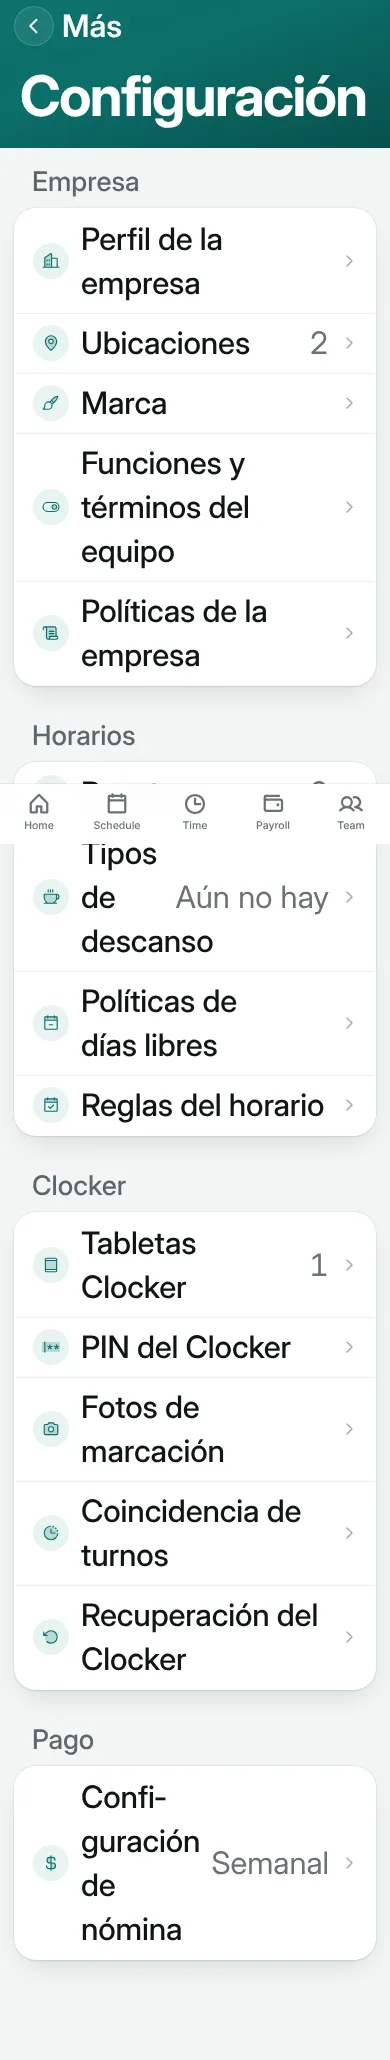 Más
Configuración
Empresa
Perfil de la
empresa
Ubicaciones 2
Marca
Funciones y
términos del
equipo
Políticas de la
empresa
Horarios
Home Schedule Time Payroll Team
Tipos
de Aún no hay
descanso
Políticas de
días libres
Reglas del horario
Clocker
Tabletas
Clocker 1
PIN del Clocker
Fotos de
marcación
Coincidencia de
turnos
Recuperación del
Clocker
Pago
Confi-
guración
de Semanal
nómina